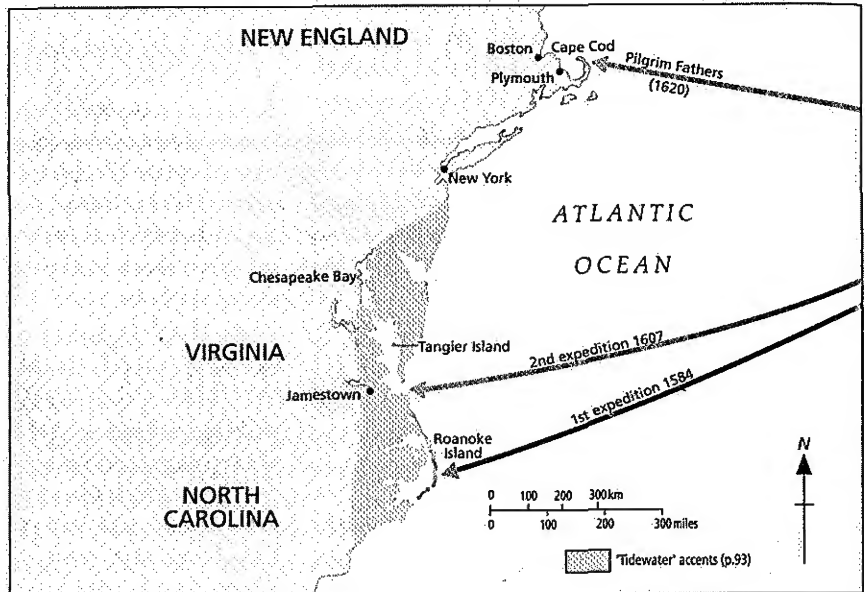 NEW ENGLAND
Boston
Cape Cod
Plymouth
Pilgrim Fathers
(1620)
New York
ATLANTIC
OCEAN
Chesapeake Bay
VIRGINIA
Tangier Island
2nd expedition 1607
Jamestown
1st expedition 1584
Roanoke
Island
NORTH
CAROLINA
N
0 100 200 300km
0 100 200 300 miles
'Tidewater' accents (p.93)